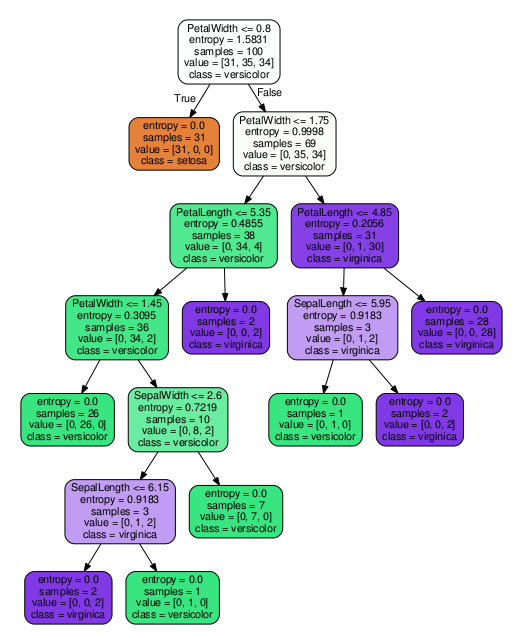 PetalWidth <= 0.8
entropy = 1.5831
samples = 100
value = [31, 35, 34]
class = versicolor
True
False
entropy = 0.0
samples = 31
value = [31, 0, 0]
class = setosa
PetalWidth <= 1.75
entropy = 0.9998
samples = 69
value = [0, 35, 34]
class = versicolor
PetalLength <= 5.35
entropy = 0.4855
samples = 38
value = [0, 34, 4]
class = versicolor
PetalLength <= 4.85
entropy = 0.2056
samples = 31
value = [0, 1, 30]
class = virginica
PetalWidth <= 1.45
entropy = 0.3095
samples = 36
value = [0, 34, 2]
class = versicolor
entropy = 0.0
samples = 2
value = [0, 0, 2]
class = virginica
SepalLength <= 5.95
entropy = 0.9183
samples = 3
value = [0, 1, 2]
class = virginica
entropy = 0.0
samples = 28
value = [0, 0, 28]
class = virginica
entropy = 0.0
samples = 26
value = [0, 26, 0]
class = versicolor
SepalWidth <= 2.6
entropy = 0.7219
samples = 10
value = [0, 8, 2]
class = versicolor
entropy = 0.0
samples = 1
value = [0, 1, 0]
class = versicolor
entropy = 0.0
samples = 2
value = [0, 0, 2]
class = virginica
SepalLength <= 6.15
entropy = 0.9183
samples = 3
value = [0, 1, 2]
class = virginica
entropy = 0.0
samples = 7
value = [0, 7, 0]
class = versicolor
entropy = 0.0
samples = 2
value = [0, 0, 2]
class = virginica
entropy = 0.0
samples = 1
value = [0, 1, 0]
class = versicolor